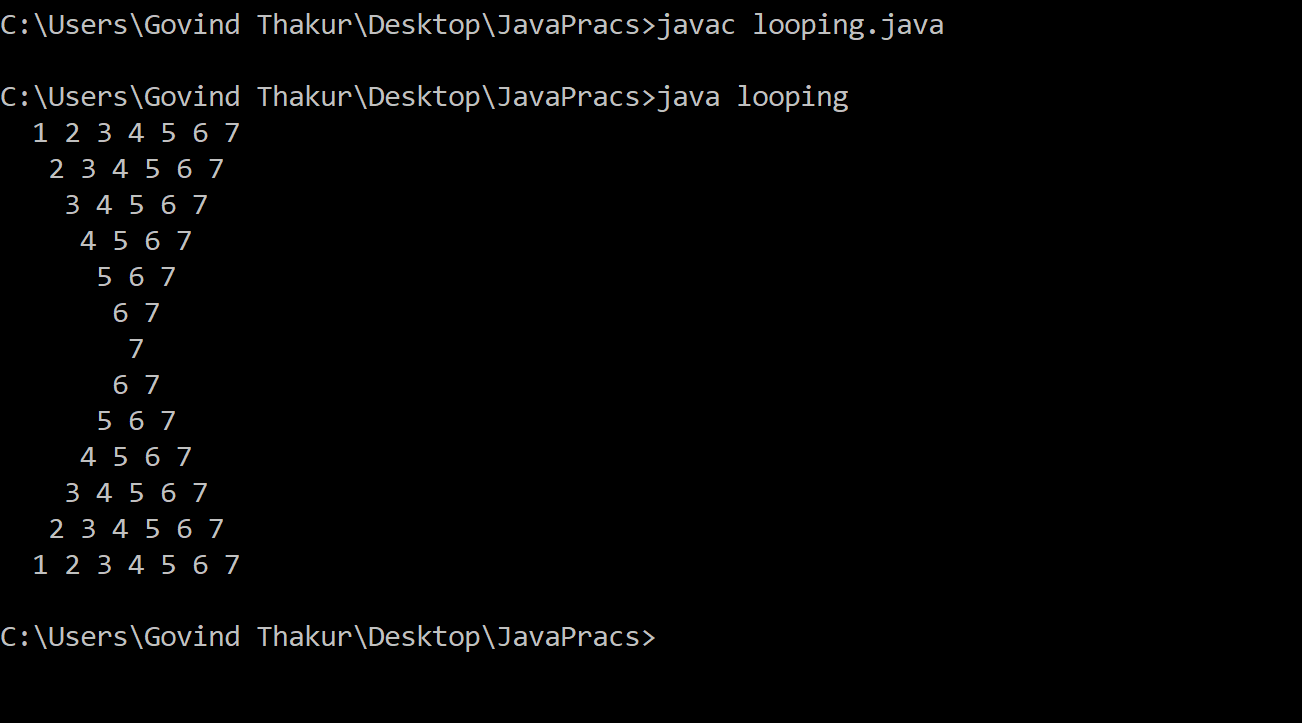 C:\Users\Govind Thakur\Desktop\JavaPracs>javac looping.java
C:\Users\Govind Thakur\Desktop\JavaPracs>java looping
  1 2 3 4 5 6 7
   2 3 4 5 6 7
    3 4 5 6 7
     4 5 6 7
      5 6 7
       6 7
        7
       6 7
      5 6 7
     4 5 6 7
    3 4 5 6 7
   2 3 4 5 6 7
  1 2 3 4 5 6 7
C:\Users\Govind Thakur\Desktop\JavaPracs>